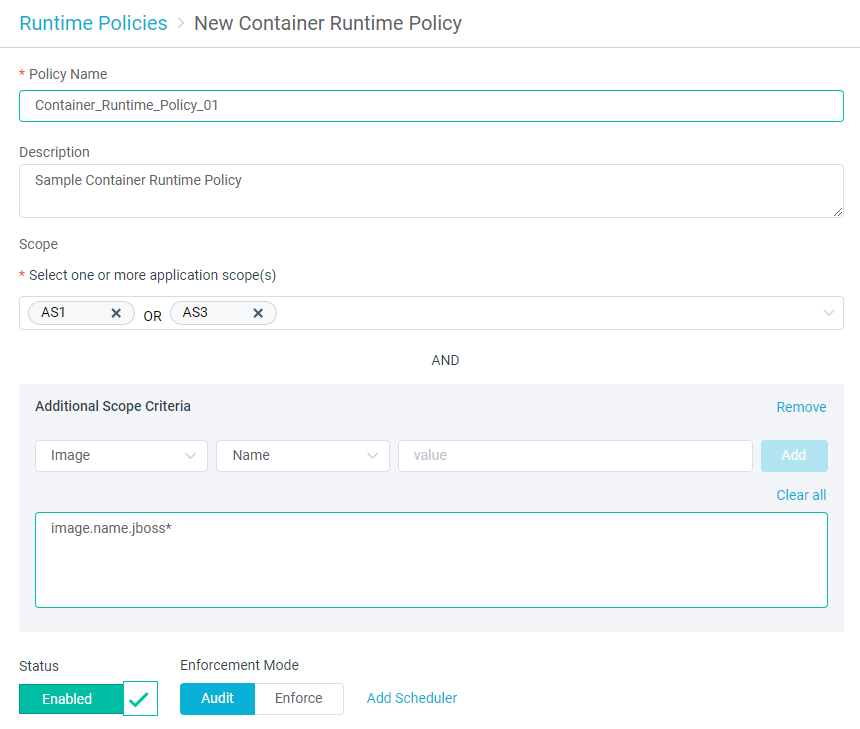 Runtime Policies > New Container Runtime Policy
* Policy Name
Container_Runtime_Policy_01
Description
Sample Container Runtime Policy
Scope
* Select one or more application scope(s)
AS1 OR AS3
AND
Additional Scope Criteria Remove
Image Name value Add
Clear all
image.name.jboss*
Status Enforcement Mode
Enabled Audit Enforce Add Scheduler